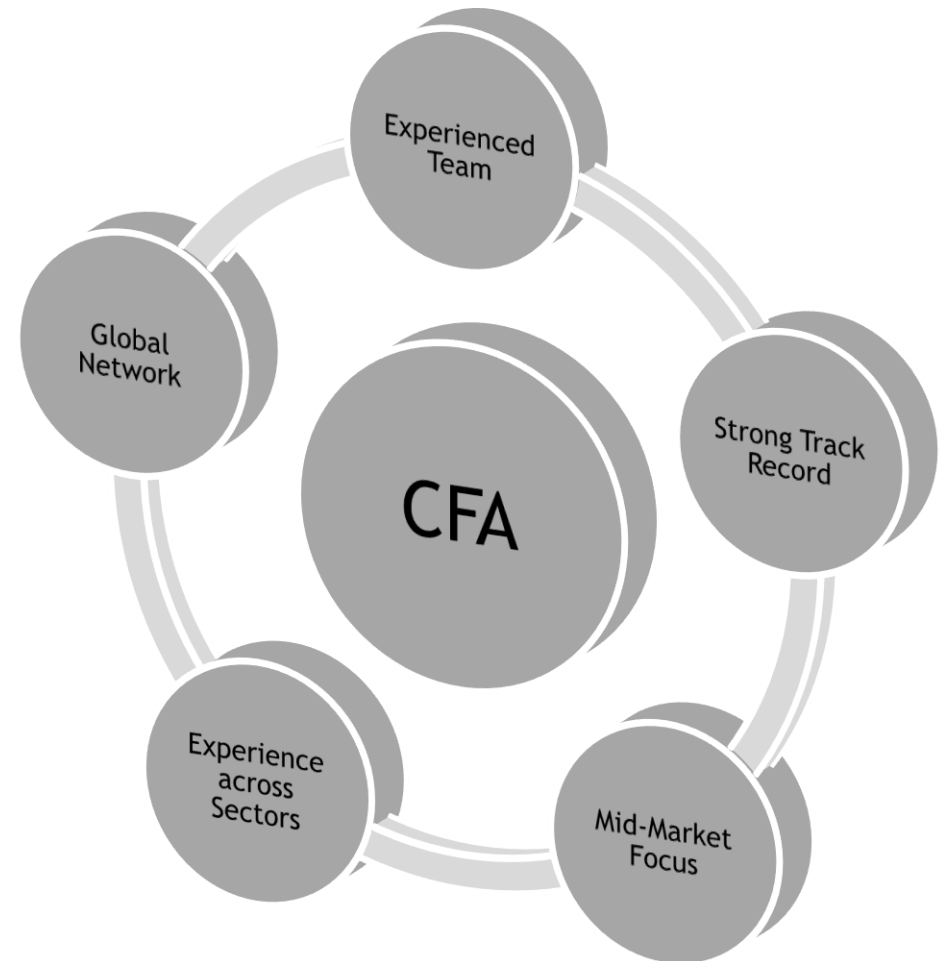 Experienced
Team
Global
Network
Strong Track
Record
CFA
Experience
across
Sectors
Mid-Market
Focus